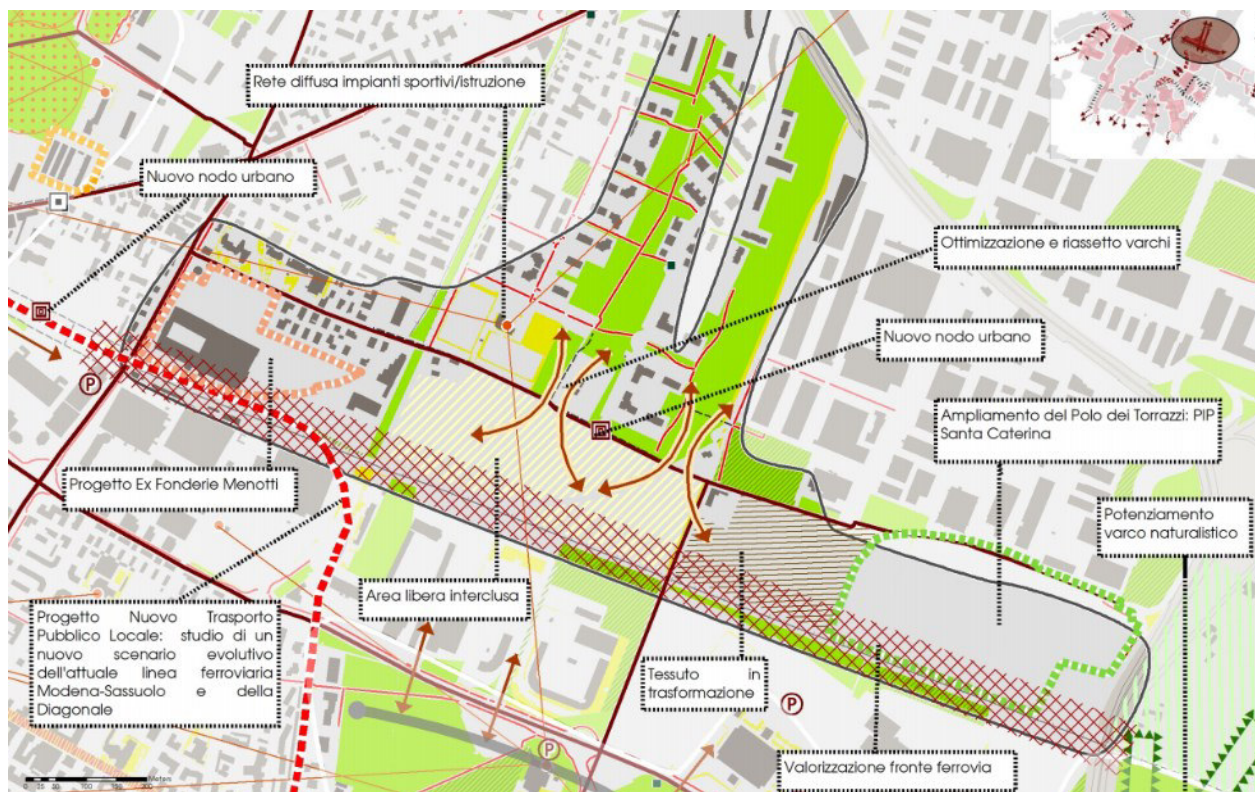 Rete diffusa impianti sportivi/istruzione
Nuovo nodo urbano
Ottimizzazione e riassetto varchi
Nuovo nodo urbano
Ampliamento del Polo dei Torrazzi: PIP
Santa Caterina
P
Progetto Ex Fonderie Menotti
Potenziamento
varco naturalistico
Area libera interclusa
Progetto Nuovo Trasporto
Pubblico Locale: studio di un
nuovo scenario evolutivo
dell'attuale linea ferroviaria
Modena-Sassuolo e della
Diagonale
Tessuto in
trasformazione
P
P
Valorizzazione fronte ferrovia
Meters